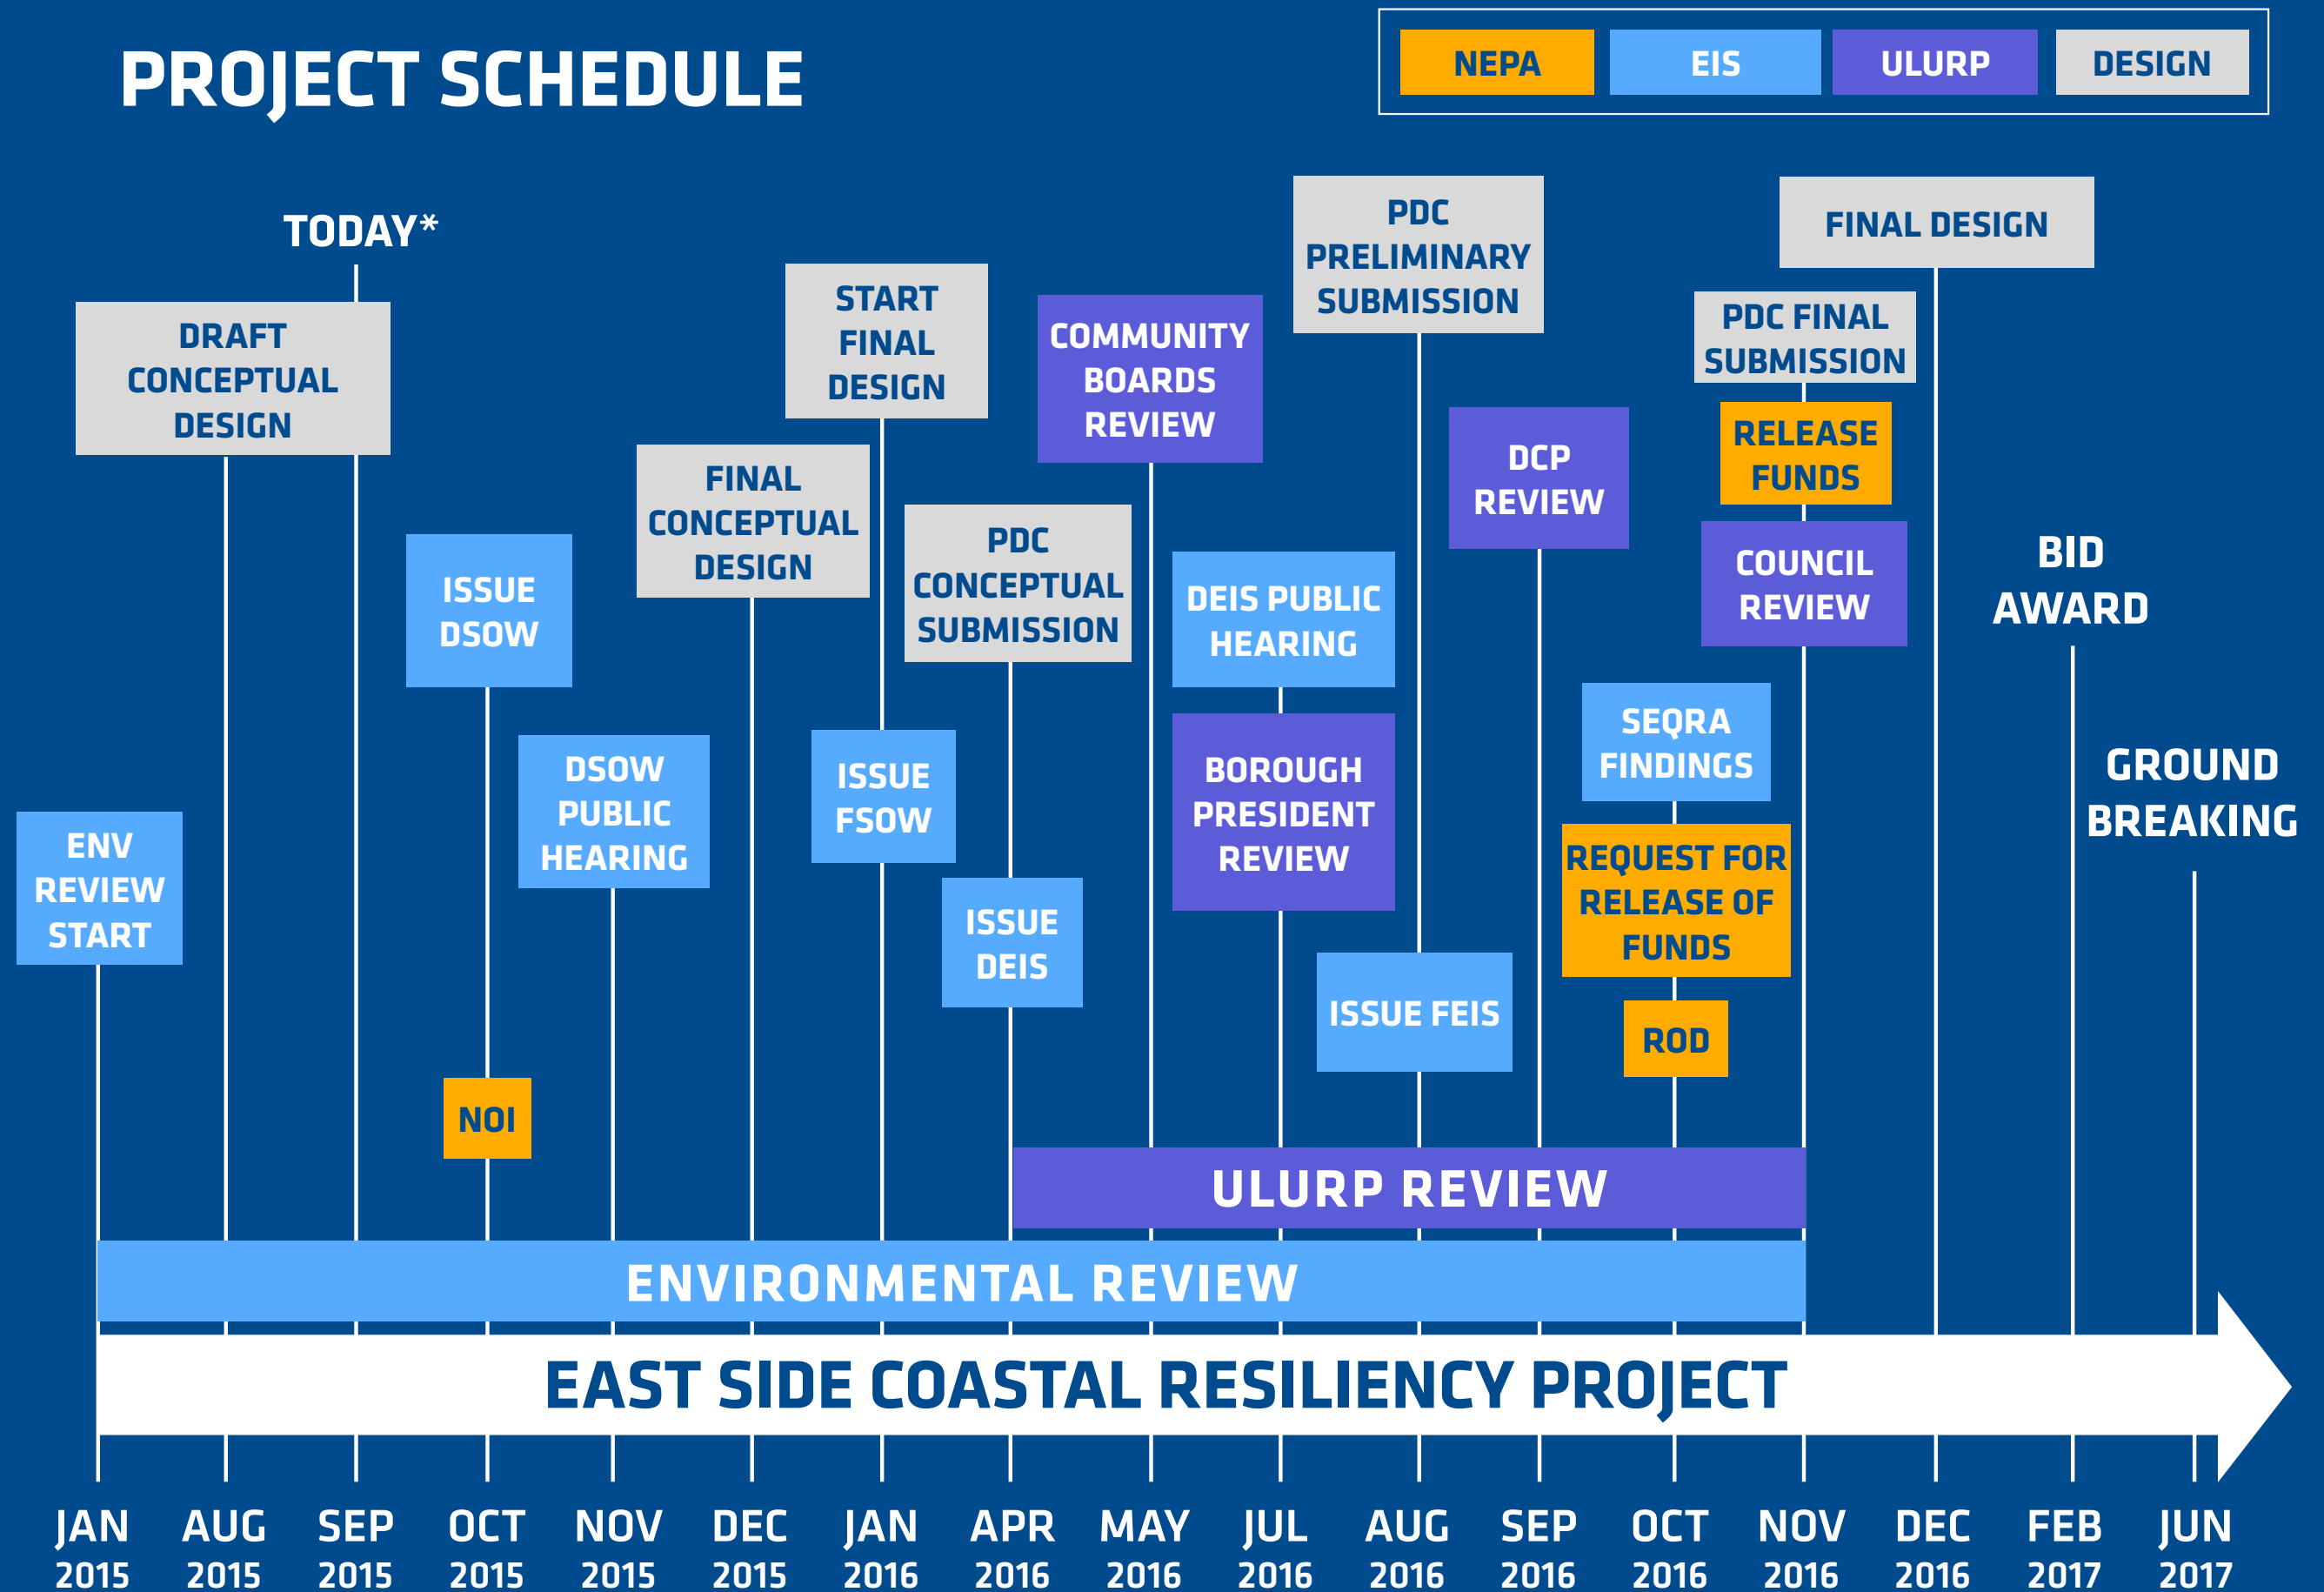 PROJECT SCHEDULE
NEPA
EIS
ULURP
DESIGN
TODAY*
DRAFT
CONCEPTUAL
DESIGN
ENV
REVIEW
START
ISSUE
DSOW
NOI
DSOW
PUBLIC
HEARING
FINAL
CONCEPTUAL
DESIGN
START
FINAL
DESIGN
ISSUE
FSOW
PDC
CONCEPTUAL
SUBMISSION
ISSUE
DEIS
COMMUNITY
BOARDS
REVIEW
DEIS PUBLIC
HEARING
BOROUGH
PRESIDENT
REVIEW
PDC
PRELIMINARY
SUBMISSION
ISSUE FEIS
DCP
REVIEW
SEQRA
FINDINGS
REQUEST FOR
RELEASE OF
FUNDS
ROD
PDC FINAL
SUBMISSION
RELEASE
FUNDS
COUNCIL
REVIEW
FINAL DESIGN
BID
AWARD
GROUND
BREAKING
ULURP REVIEW
ENVIRONMENTAL REVIEW
EAST SIDE COASTAL RESILIENCY PROJECT
JAN
2015
AUG
2015
SEP
2015
OCT
2015
NOV
2015
DEC
2015
JAN
2016
APR
2016
MAY
2016
JUL
2016
AUG
2016
SEP
2016
OCT
2016
NOV
2016
DEC
2016
FEB
2017
JUN
2017